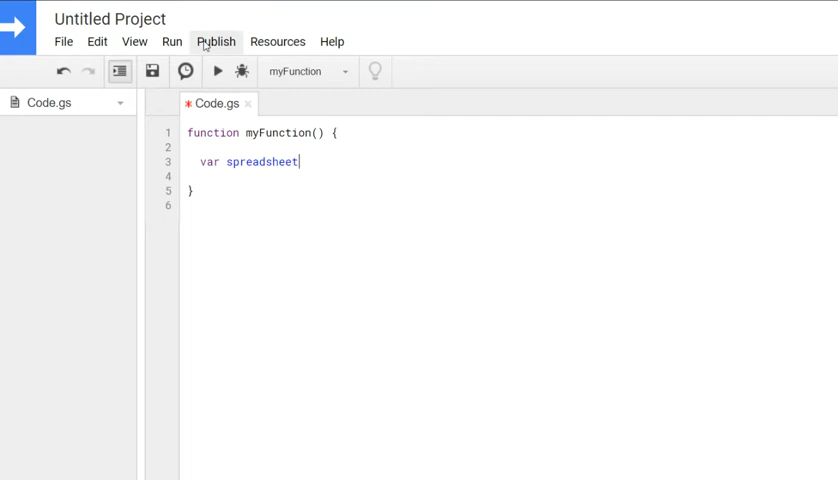 Untitled Project
File Edit View Run Publish Resources Help
myFunction
Code.gs
* Code.gs ×
1 function myFunction() {
2
3 var spreadsheet
4
5 }
6